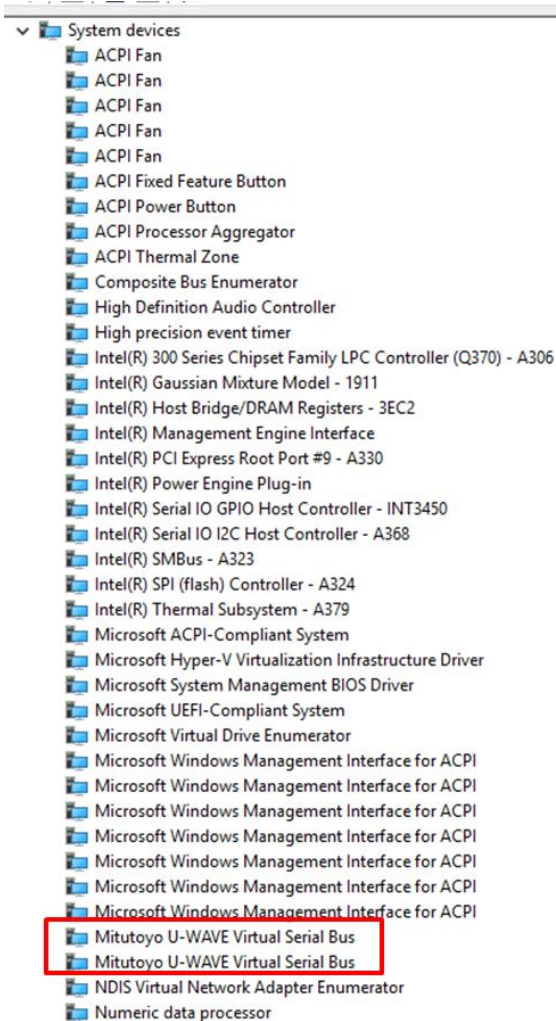 System devices
ACPI Fan
ACPI Fan
ACPI Fan
ACPI Fan
ACPI Fan
ACPI Fixed Feature Button
ACPI Power Button
ACPI Processor Aggregator
ACPI Thermal Zone
Composite Bus Enumerator
High Definition Audio Controller
High precision event timer
Intel(R) 300 Series Chipset Family LPC Controller (Q370) - A306
Intel(R) Gaussian Mixture Model - 1911
Intel(R) Host Bridge/DRAM Registers - 3EC2
Intel(R) Management Engine Interface
Intel(R) PCI Express Root Port #9 - A330
Intel(R) Power Engine Plug-in
Intel(R) Serial IO GPIO Host Controller - INT3450
Intel(R) Serial IO I2C Host Controller - A368
Intel(R) SMBus - A323
Intel(R) SPI (flash) Controller - A324
Intel(R) Thermal Subsystem - A379
Microsoft ACPI-Compliant System
Microsoft Hyper-V Virtualization Infrastructure Driver
Microsoft System Management BIOS Driver
Microsoft UEFI-Compliant System
Microsoft Virtual Drive Enumerator
Microsoft Windows Management Interface for ACPI
Microsoft Windows Management Interface for ACPI
Microsoft Windows Management Interface for ACPI
Microsoft Windows Management Interface for ACPI
Microsoft Windows Management Interface for ACPI
Microsoft Windows Management Interface for ACPI
Microsoft Windows Management Interface for ACPI
Mitutoyo U-WAVE Virtual Serial Bus
Mitutoyo U-WAVE Virtual Serial Bus
NDIS Virtual Network Adapter Enumerator
Numeric data processor